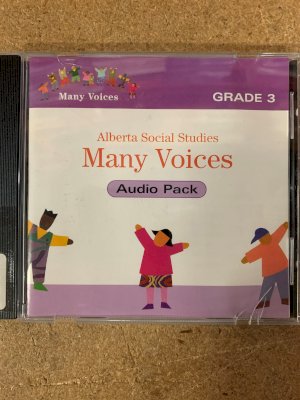 Many Voices
GRADE 3
Alberta Social Studies
Many Voices
Audio Pack